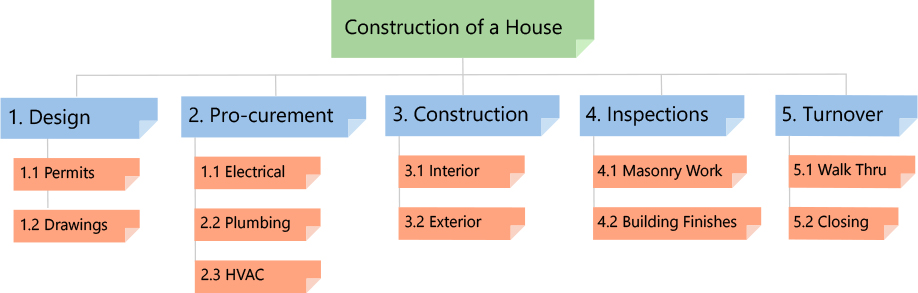 Construction of a House
1. Design
1.1 Permits
1.2 Drawings
2. Pro-curement
1.1 Electrical
2.2 Plumbing
2.3 HVAC
3. Construction
3.1 Interior
3.2 Exterior
4. Inspections
4.1 Masonry Work
4.2 Building Finishes
5. Turnover
5.1 Walk Thru
5.2 Closing